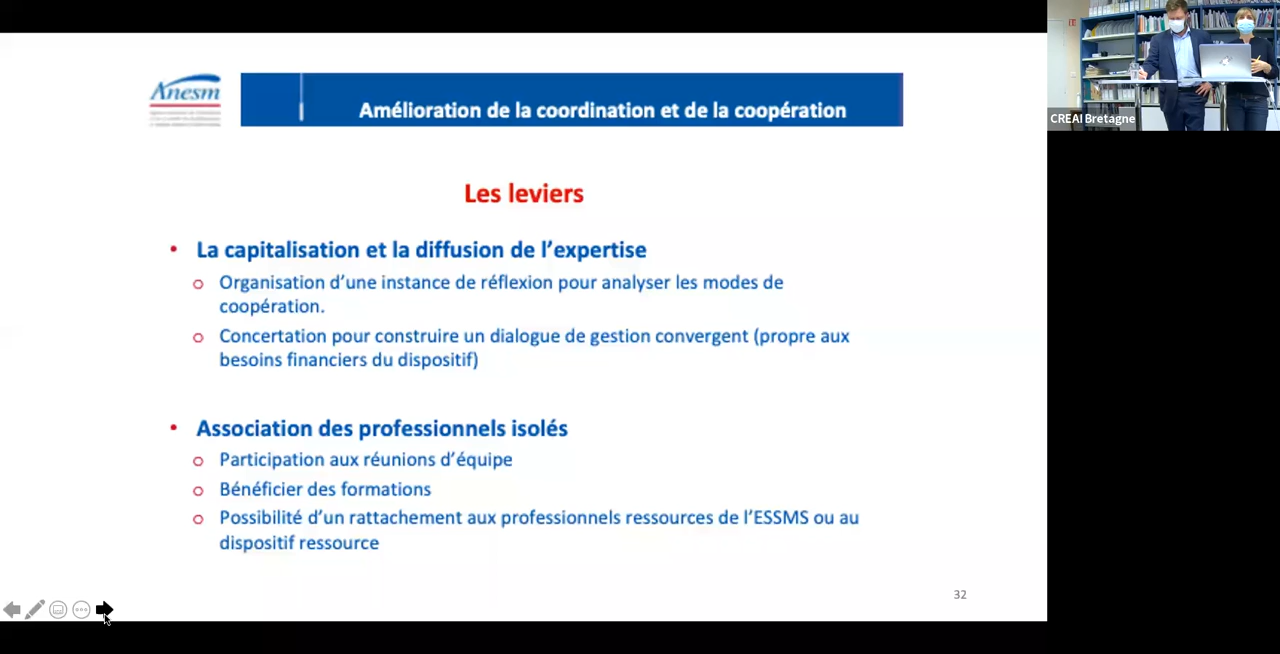 Anesm
Amélioration de la coordination et de la coopération
CREAI Bretagne
Les leviers
• La capitalisation et la diffusion de l’expertise
o Organisation d’une instance de réflexion pour analyser les modes de
coopération.
o Concertation pour construire un dialogue de gestion convergent (propre aux
besoins financiers du dispositif)
• Association des professionnels isolés
o Participation aux réunions d’équipe
o Bénéficier des formations
o Possibilité d’un rattachement aux professionnels ressources de l’ESSMS ou au
dispositif ressource
32